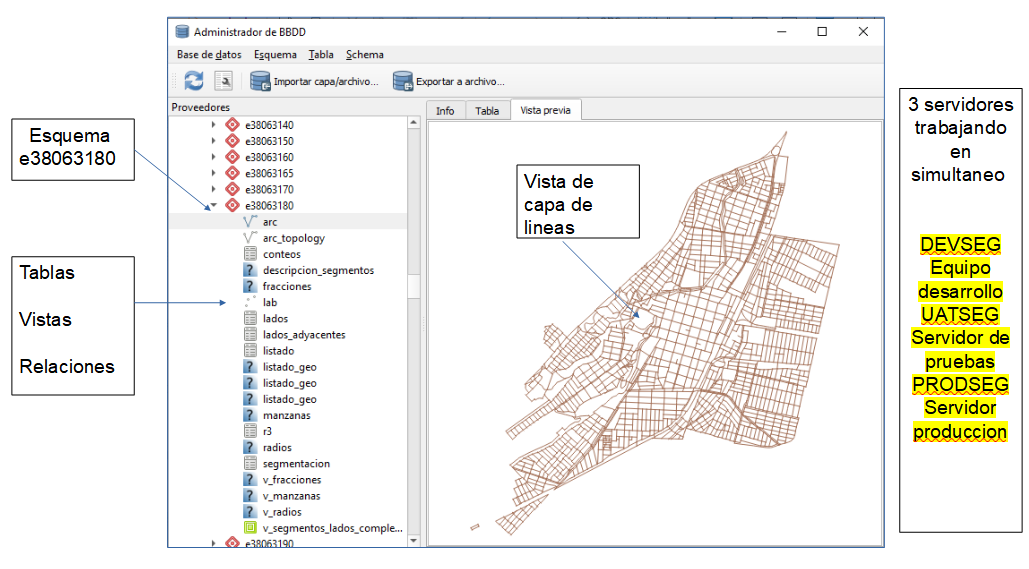 Administrador de BBDD
Base de datos Esquema Tabla Schema
Importar capa/archivo... Exportar a archivo...
Proveedores
Info Tabla Vista previa
e38063140
e38063150
e38063160
e38063165
e38063170
e38063180
arc
arc_topology
conteos
descripcion_segmentos
fracciones
lab
lados
lados_adyacentes
listado
listado_geo
listado_geo
listado_geo
manzanas
r3
radios
segmentacion
v_fracciones
v_manzanas
v_radios
v_segmentos_lados_comple...
e38063190
Esquema
e38063180
Tablas
Vistas
Relaciones
Vista de
capa de
lineas
3 servidores
trabajando
en
simultaneo
DEVSEG
Equipo
desarrollo
UATSEG
Servidor de
pruebas
PRODSEG
Servidor
produccion